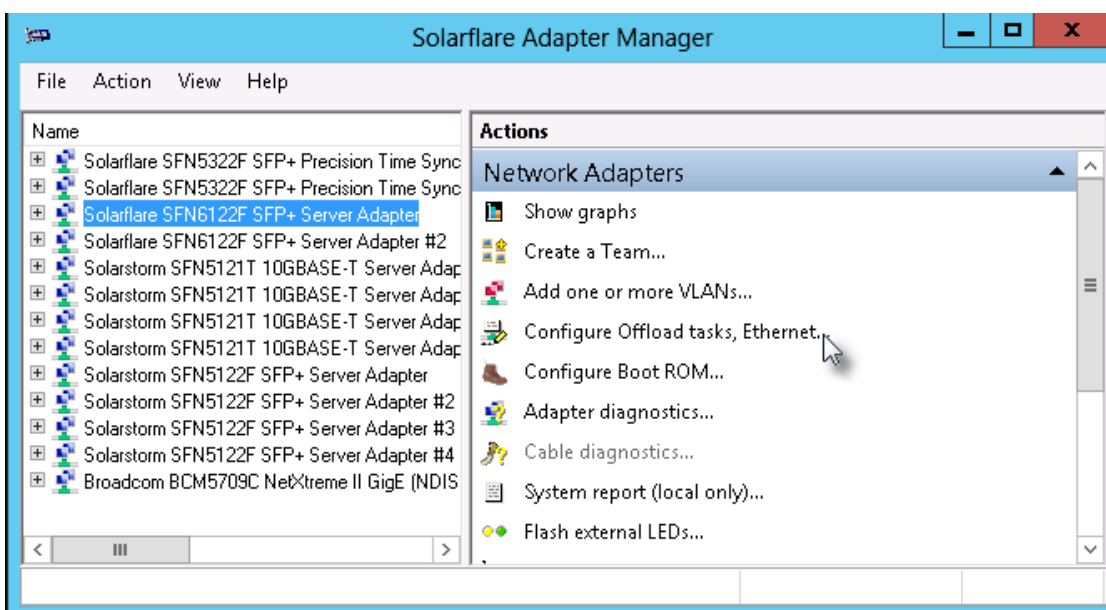 Solarflare Adapter Manager
File Action View Help
Name
Solarflare SFN5322F SFP+ Precision Time Sync
Solarflare SFN5322F SFP+ Precision Time Sync
Solarflare SFN6122F SFP+ Server Adapter
Solarflare SFN6122F SFP+ Server Adapter #2
Solarstorm SFN5121T 10GBASE-T Server Adap
Solarstorm SFN5121T 10GBASE-T Server Adap
Solarstorm SFN5121T 10GBASE-T Server Adap
Solarstorm SFN5121T 10GBASE-T Server Adap
Solarstorm SFN5122F SFP+ Server Adapter
Solarstorm SFN5122F SFP+ Server Adapter #2
Solarstorm SFN5122F SFP+ Server Adapter #3
Solarstorm SFN5122F SFP+ Server Adapter #4
Broadcom BCM5709C NetXtreme II GigE (NDIS
Actions
Network Adapters
Show graphs
Create a Team...
Add one or more VLANs...
Configure Offload tasks, Ethernet...
Configure Boot ROM...
Adapter diagnostics...
Cable diagnostics...
System report (local only)...
Flash external LEDs...